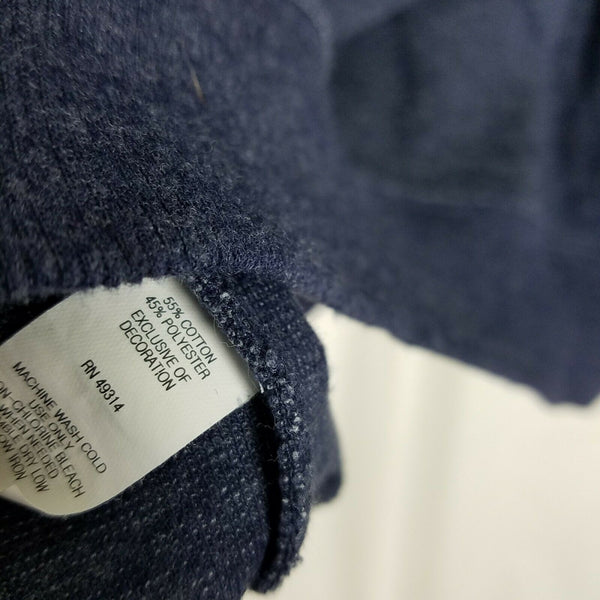 55% COTTON
45% POLYESTER
EXCLUSIVE OF
DECORATION
RN 49314
MACHINE WASH COLD
USE ONLY
NON-CHLORINE BLEACH
WHEN NEEDED
DRY LOW
IRON